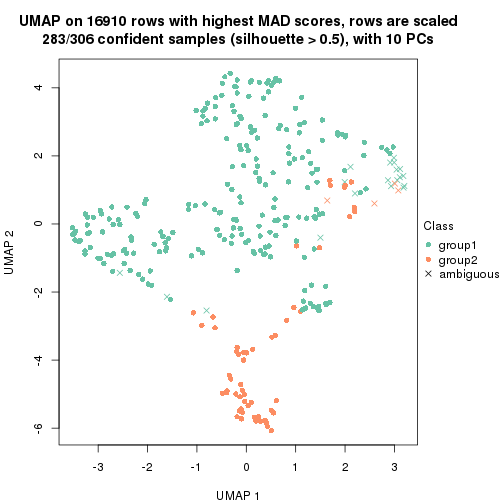 UMAP on 16910 rows with highest MAD scores, rows are scaled
283/306 confident samples (silhouette > 0.5), with 10 PCs
4
2
0
-2
-4
-6
UMAP 2
-3
-2
-1
0
1
2
3
UMAP 1
Class
group1
group2
ambiguous